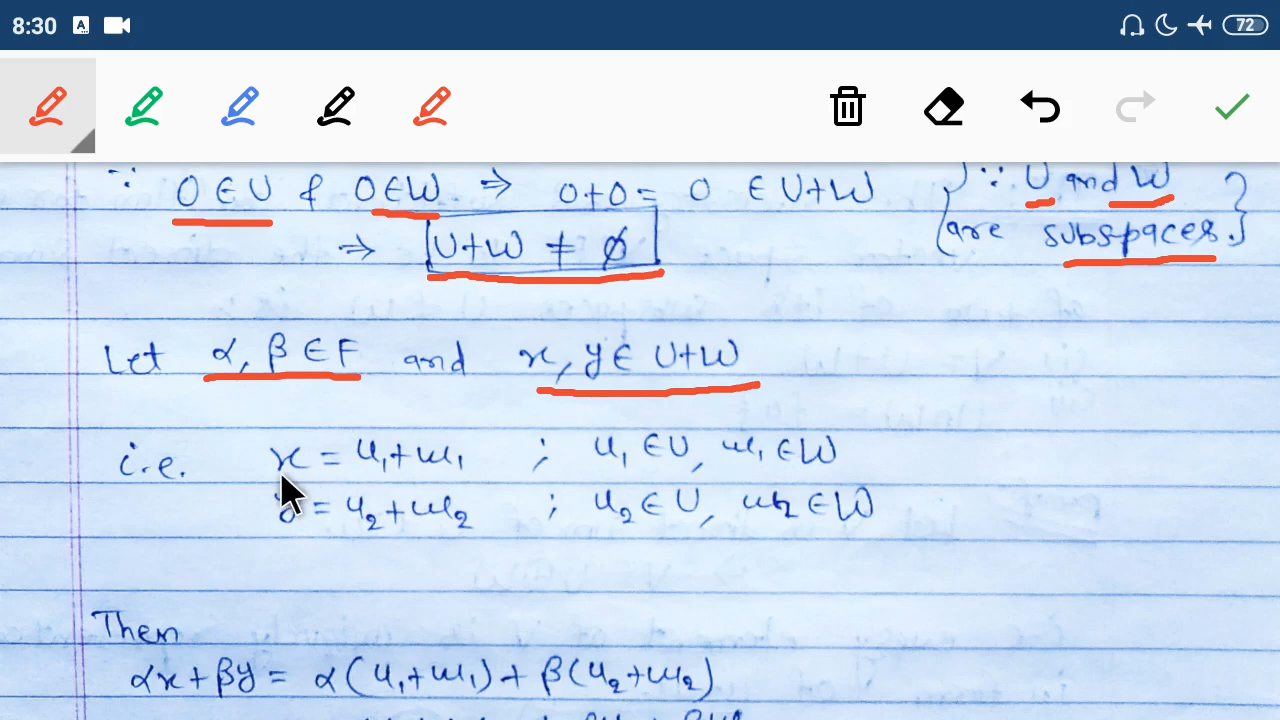 8:30 A 72
∵ 0 ∈ U & 0 ∈ W ⇒ 0+0 = 0 ∈ U+W {∵ U and W
⇒ U+W ≠ ∅ are subspaces.}
Let α, β ∈ F and x, y ∈ U+W
i.e. x = u₁+w₁ ; u₁ ∈ U, w₁ ∈ W
y = u₂+w₂ ; u₂ ∈ U, w₂ ∈ W
Then
αx+βy = α(u₁+w₁) + β(u₂+w₂)